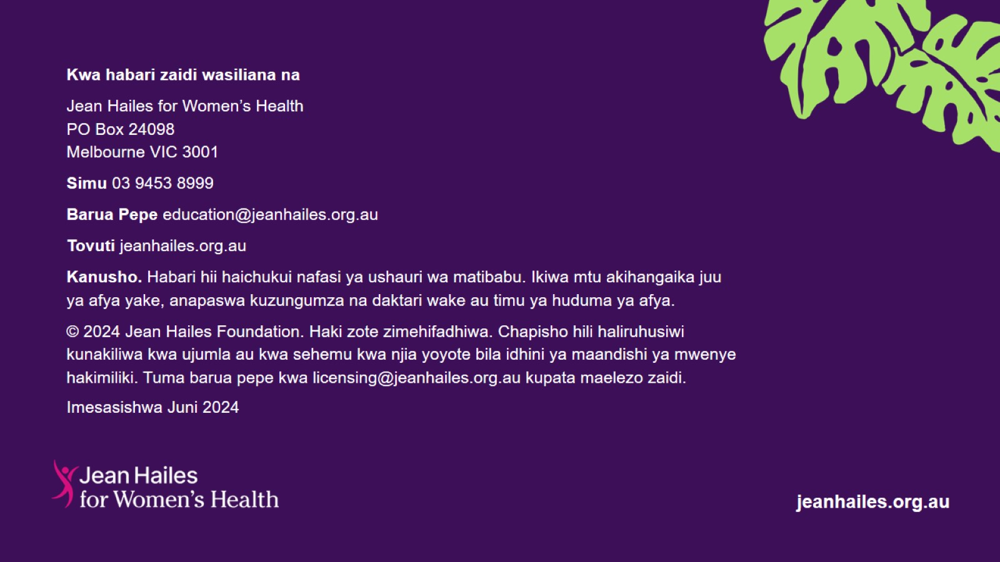 Kwa habari zaidi wasiliana na
Jean Hailes for Women’s Health
PO Box 24098
Melbourne VIC 3001
Simu 03 9453 8999
Barua Pepe education@jeanhailes.org.au
Tovuti jeanhailes.org.au
Kanusho. Habari hii haichukui nafasi ya ushauri wa matibabu. Ikiwa mtu akihangaika juu
ya afya yake, anapaswa kuzungumza na daktari wake au timu ya huduma ya afya.
© 2024 Jean Hailes Foundation. Haki zote zimehifadhiwa. Chapisho hili haliruhusiwi
kunakiliwa kwa ujumla au kwa sehemu kwa njia yoyote bila idhini ya maandishi ya mwenye
hakimiliki. Tuma barua pepe kwa licensing@jeanhailes.org.au kupata maelezo zaidi.
Imesasishwa Juni 2024
Jean Hailes
for Women’s Health
jeanhailes.org.au